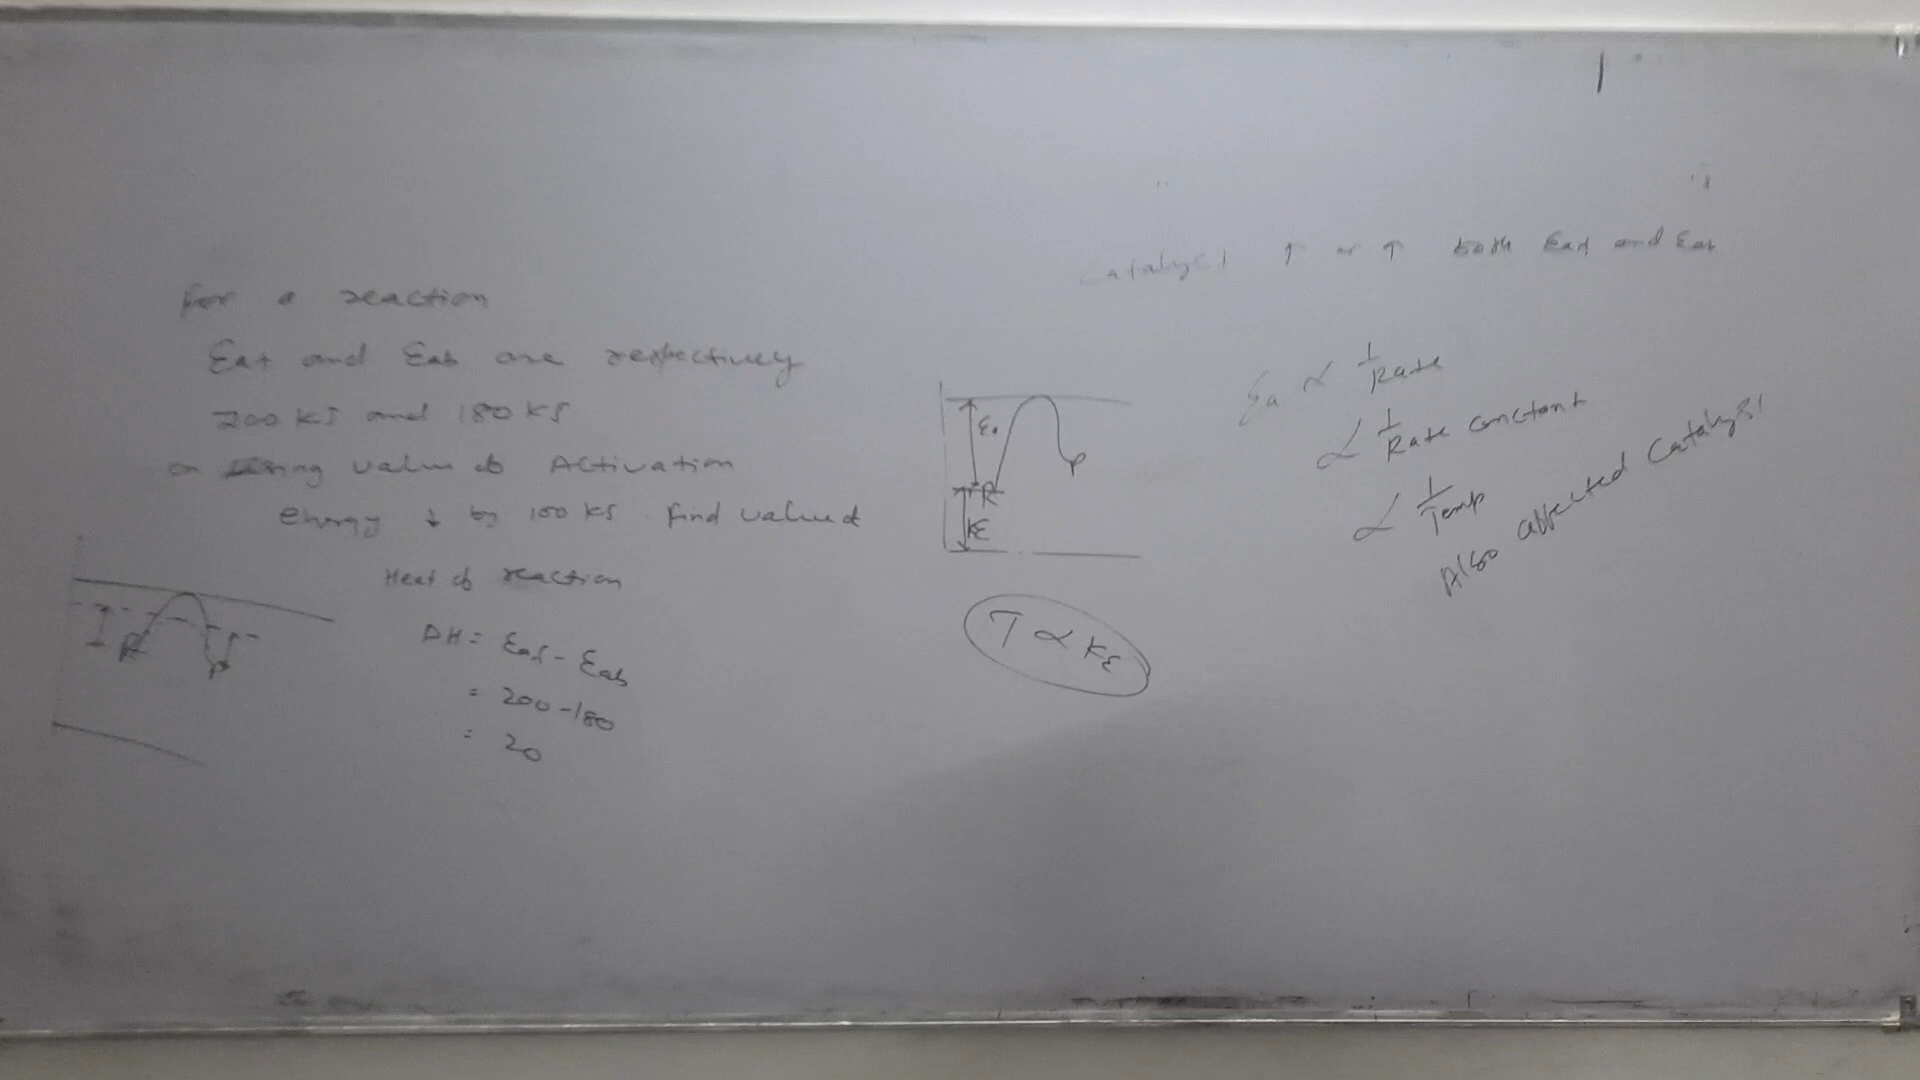 For a reaction
Eaf and Eab are respectively
200 KJ and 180 KJ
on value of Activation
energy ↓ by 100 KJ find value of
Heat of reaction
ΔH = Eaf - Eab
= 200 - 180
= 20
R
P
Ea
R
P
KE
T ∝ KE
Catalyst ↑ or ↑ both Eaf and Eab
Ea ∝ 1/Rate
∝ 1/Rate constant
∝ 1/Temp
Also affected Catalyst